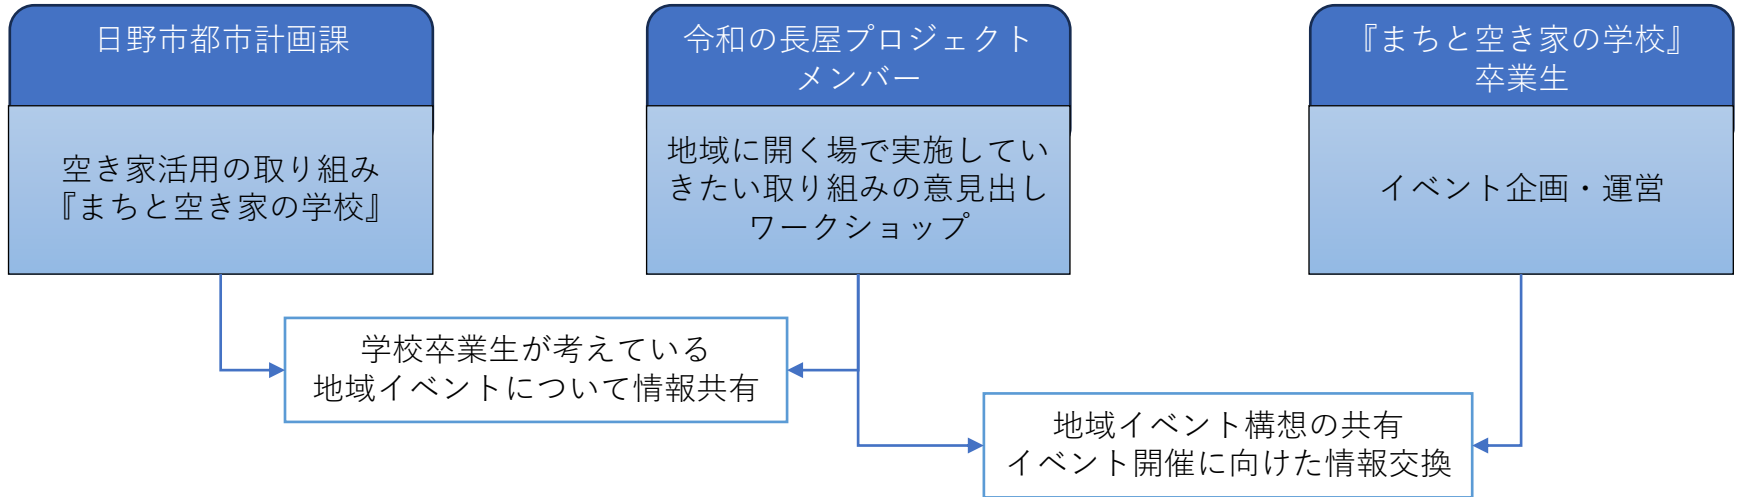 日野市都市計画課
空き家活用の取り組み
『まちと空き家の学校』
令和の長屋プロジェクト
メンバー
地域に開く場で実施してい
きたい取り組みの意見出し
ワークショップ
『まちと空き家の学校』
卒業生
イベント企画・運営
学校卒業生が考えている
地域イベントについて情報共有
地域イベント構想の共有
イベント開催に向けた情報交換